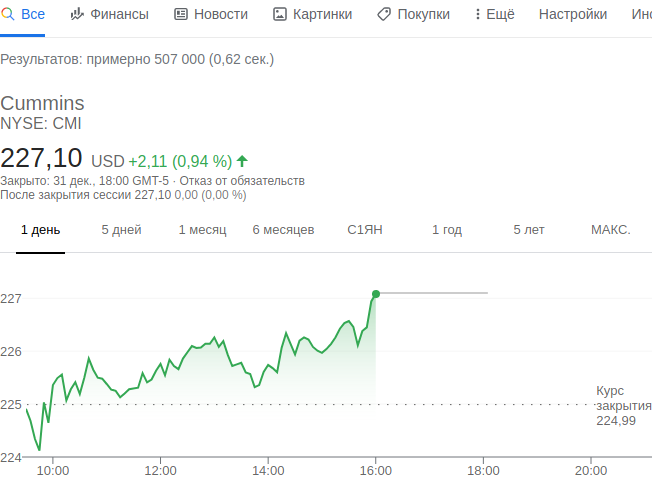 Все Финансы Новости Картинки Покупки Ещё Настройки Инс
Результатов: примерно 507 000 (0,62 сек.)
Cummins
NYSE: CMI
227,10 USD +2,11 (0,94 %)
Закрыто: 31 дек., 18:00 GMT-5 · Отказ от обязательств
После закрытия сессии 227,10 0,00 (0,00 %)
1 день 5 дней 1 месяц 6 месяцев С1ЯН 1 год 5 лет МАКС.
227
226
225
224
Курс
закрытия
224,99
10:00 12:00 14:00 16:00 18:00 20:00